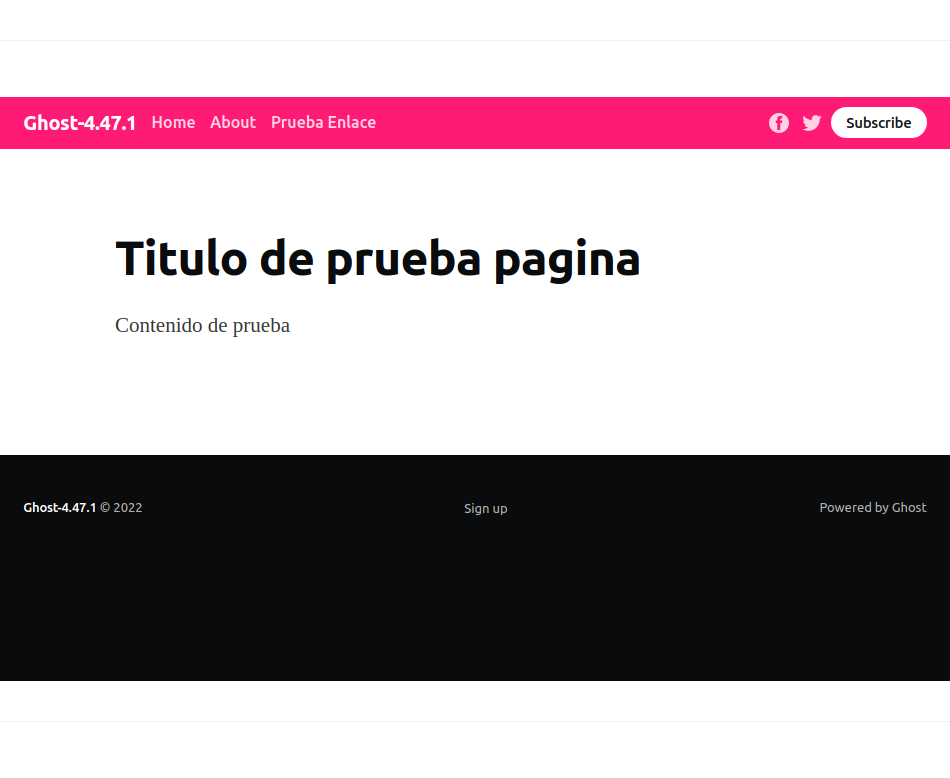 Ghost-4.47.1 Home About Prueba Enlace Subscribe
Titulo de prueba pagina
Contenido de prueba
Ghost-4.47.1 © 2022 Sign up Powered by Ghost